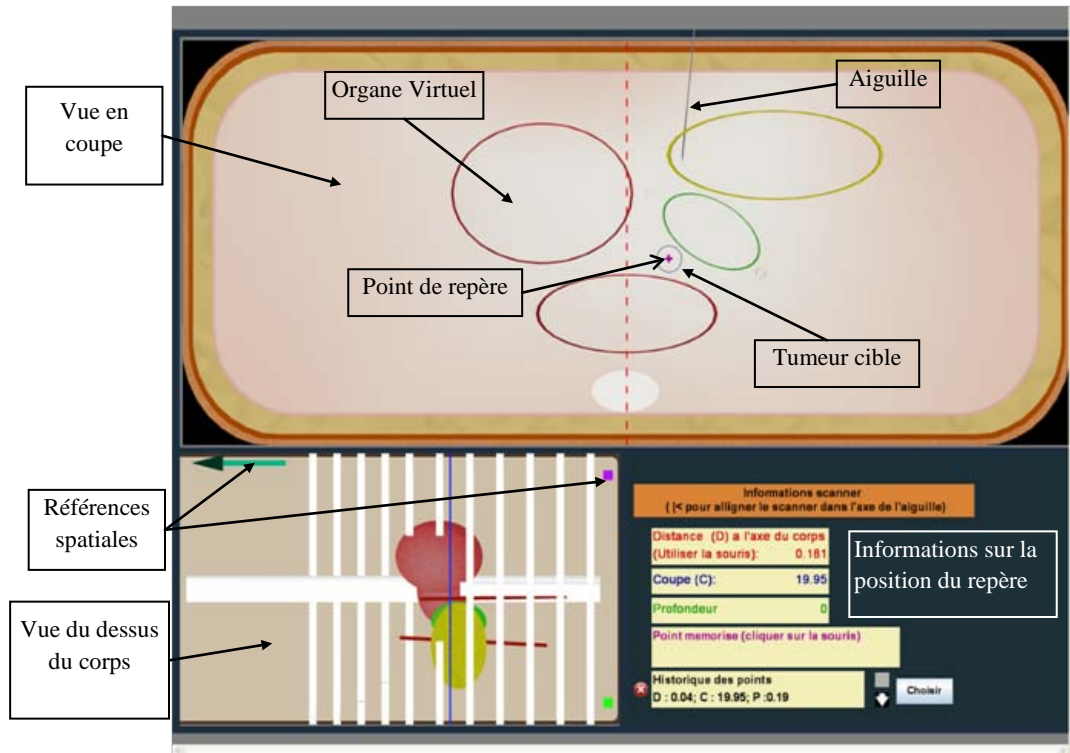 Organe Virtuel
Aiguille
Vue en
coupe
Point de repère
Tumeur cible
Références
spatiales
Vue du dessus
du corps
Informations scanner
( |< pour alligner le scanner dans l'axe de l'aiguille)
Distance (D) a l'axe du corps
(Utiliser la souris): 0.181
Coupe (C): 19.95
Profondeur 0
Point memorise (cliquer sur la souris)
Historique des points
D : 0.04; C : 19.95; P :0.19
Choisir
Informations sur la
position du repère